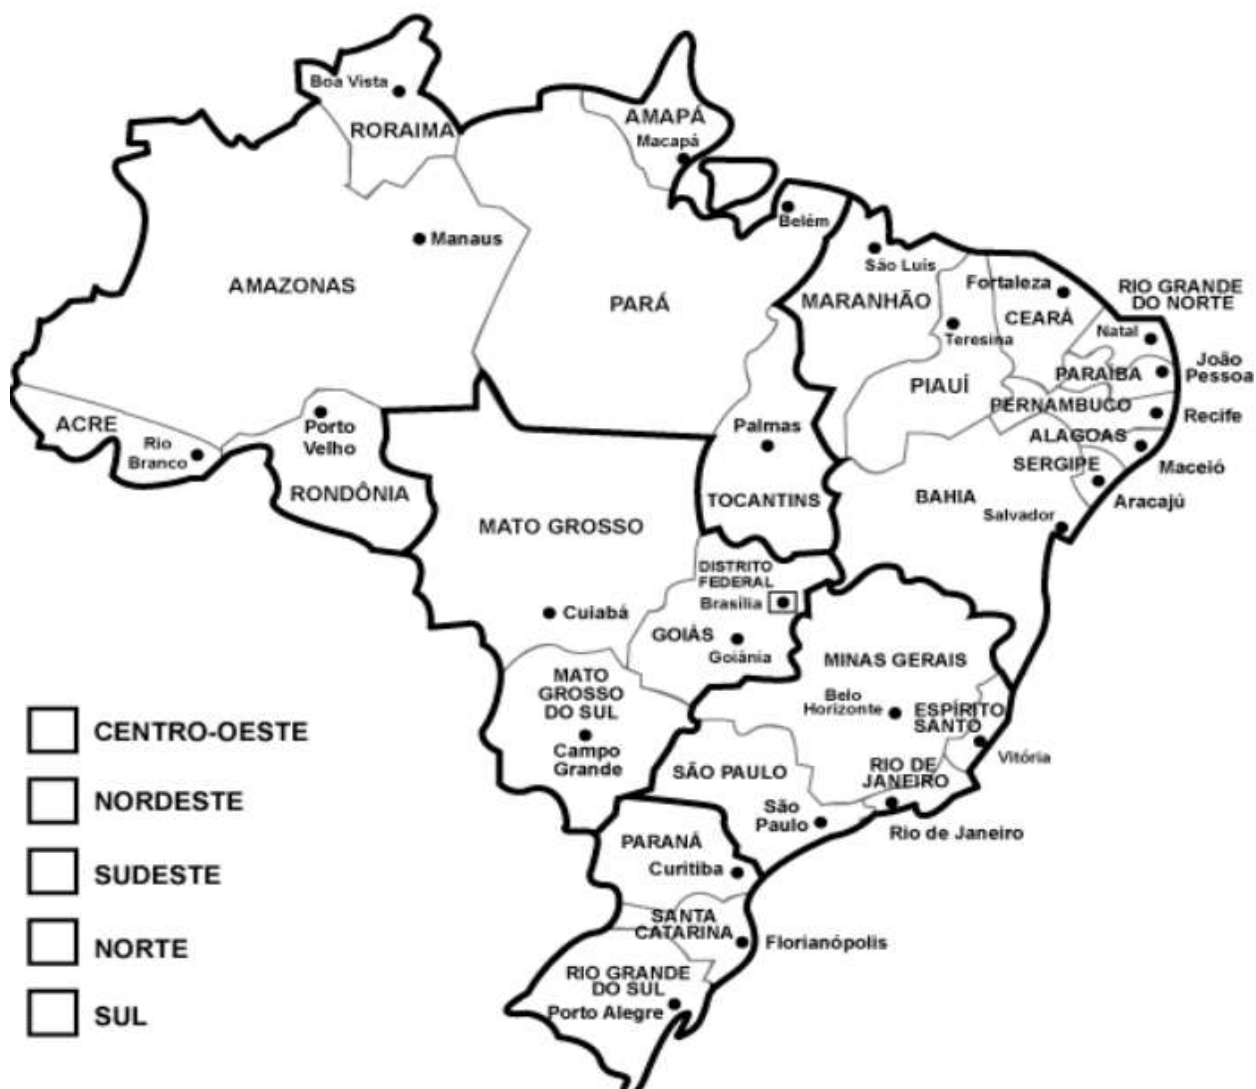 Boa Vista
RORAIMA
AMAPÁ
Macapá
Belém
Manaus
AMAZONAS
PARÁ
São Luís
MARANHÃO
Fortaleza
CEARÁ
RIO GRANDE
DO NORTE
Natal
Teresina
PIAUÍ
João
Pessoa
PARAÍBA
PERNAMBUCO
Recife
ALAGOAS
Maceió
SERGIPE
Aracajú
ACRE
Rio
Branco
Porto
Velho
RONDÔNIA
Palmas
TOCANTINS
BAHIA
Salvador
MATO GROSSO
Cuiabá
DISTRITO
FEDERAL
Brasília
GOIÁS
Goiânia
MINAS GERAIS
Belo
Horizonte
ESPÍRITO
SANTO
Vitória
MATO
GROSSO
DO SUL
Campo
Grande
SÃO PAULO
São
Paulo
RIO DE
JANEIRO
Rio de Janeiro
PARANÁ
Curitiba
SANTA
CATARINA
Florianópolis
RIO GRANDE
DO SUL
Porto Alegre
CENTRO-OESTE
NORDESTE
SUDESTE
NORTE
SUL